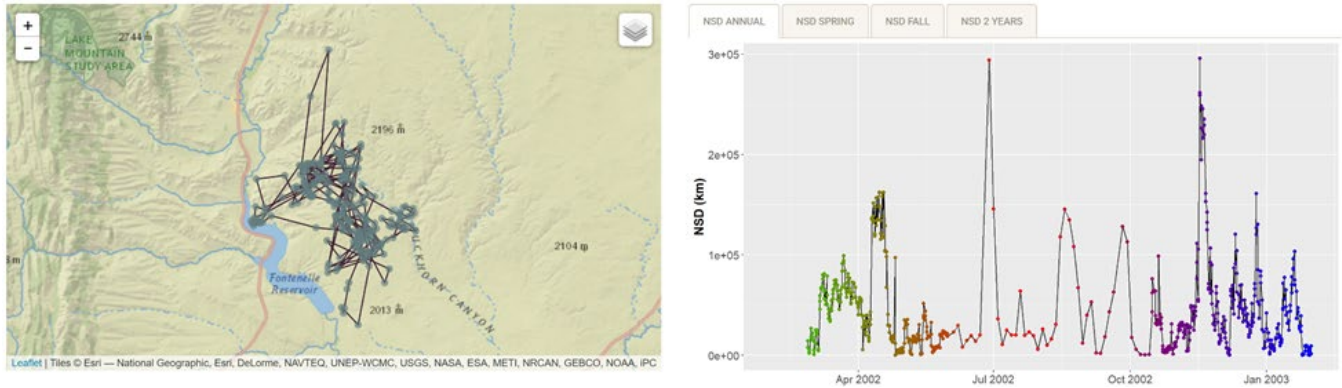 +
−
LAKE
MOUNTAIN
STUDY AREA
2744 m
2196 m
BUCKHORN CANYON
2104 m
Fontenelle
Reservoir
2013 m
8 m
Leaflet | Tiles © Esri — National Geographic, Esri, DeLorme, NAVTEQ, UNEP-WCMC, USGS, NASA, ESA, METI, NRCAN, GEBCO, NOAA, iPC
NSD ANNUAL NSD SPRING NSD FALL NSD 2 YEARS
NSD (km)
3e+05
2e+05
1e+05
0e+00
Apr 2002 Jul 2002 Oct 2002 Jan 2003